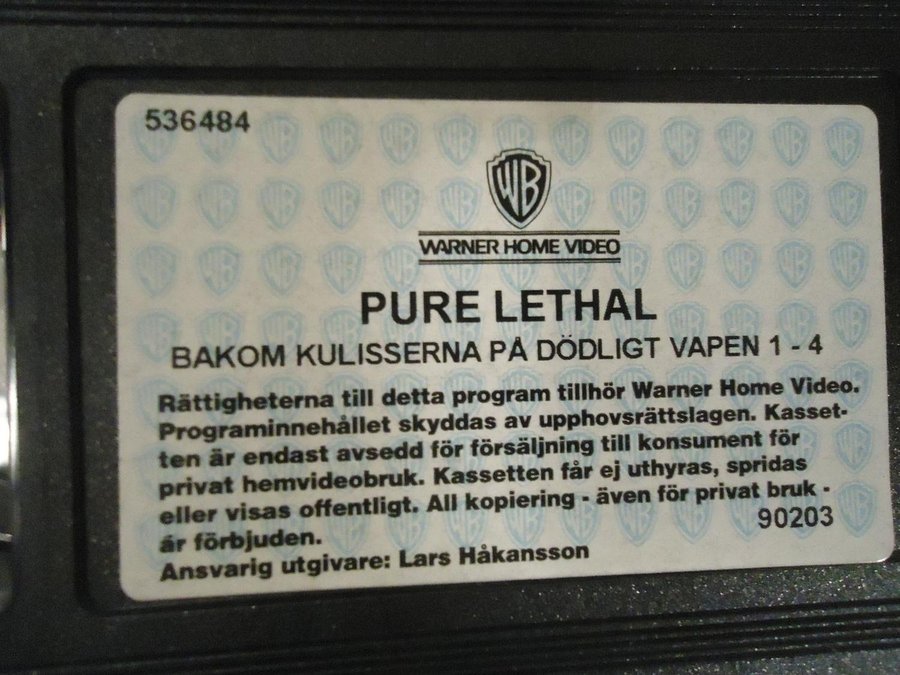 536484
WB
WARNER HOME VIDEO
PURE LETHAL
BAKOM KULISSERNA PÅ DÖDLIGT VAPEN 1 - 4
Rättigheterna till detta program tillhör Warner Home Video.
Programinnehållet skyddas av upphovsrättslagen. Kasset-
ten är endast avsedd för försäljning till konsument för
privat hemvideobruk. Kassetten får ej uthyras, spridas
eller visas offentligt. All kopiering - även för privat bruk -
är förbjuden.
90203
Ansvarig utgivare: Lars Håkansson